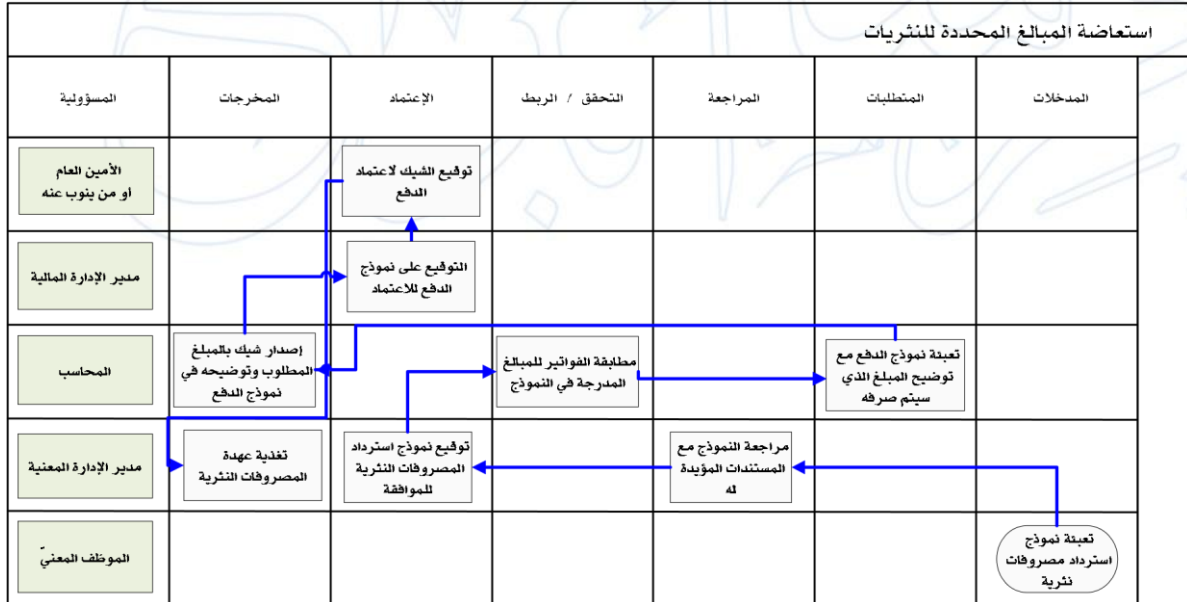 استعاضة المبالغ المحددة للنثريات
المدخلات
المتطلبات
المراجعة
التحقق / الربط
الإعتماد
المخرجات
المسؤولية
توقيع الشيك لاعتماد
الدفع
الأمين العام
او من ينوب عنه
التوقيع على نموذج
الدفع للاعتماد
مدير الإدارة المالية
تعبئة نموذج الدفع مع
توضيح المبلغ الذي
سيتم صرفه
مطابقة الفواتير للمبالغ
المدرجة في النموذج
إصدار شيك بالمبلغ
المطلوب وتوضيحه في
نموذج الدفع
المحاسب
مراجعة النموذج مع
المستندات المؤيدة
له
توقيع نموذج استرداد
المصروفات النثرية
للموافقة
تغذية عهدة
المصروفات النثرية
مدير الإدارة المعنية
تعبئة نموذج
استرداد مصروفات
نثرية
الموظف المعنيّ